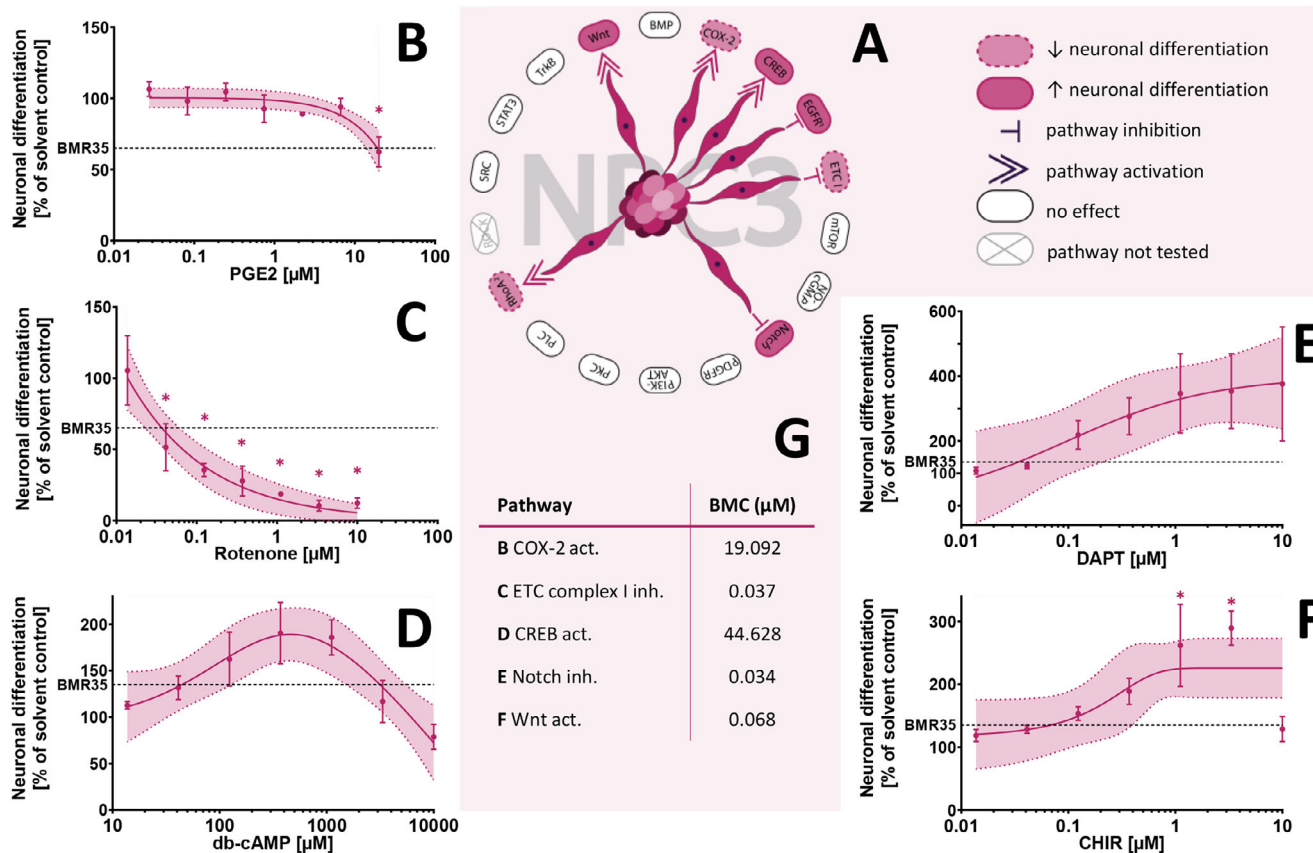 A
NPC3
BMP
COX-2
CREB
EGFR¹
ETC I
mTOR
NO-
cGMP
Notch
PDGFR
PI3K-
AKT
PKC
PLC
RhoA²
ROCK
SRC
STAT3
TrkB
Wnt
↓ neuronal differentiation
↑ neuronal differentiation
pathway inhibition
pathway activation
no effect
pathway not tested
B
Neuronal differentiation
[% of solvent control]
150
100
BMR35
50
0
0.01
0.1
1
10
100
*
PGE2 [µM]
C
Neuronal differentiation
[% of solvent control]
150
100
BMR35
50
0
* * * * * *
0.01
0.1
1
10
100
Rotenone [µM]
D
Neuronal differentiation
[% of solvent control]
200
150
BMR35
100
50
0
10
100
1000
10000
db-cAMP [µM]
E
Neuronal differentiation
[% of solvent control]
600
400
300
200
BMR35
100
0
0.01
0.1
1
10
DAPT [µM]
F
Neuronal differentiation
[% of solvent control]
300
200
BMR35
100
0
* *
0.01
0.1
1
10
CHIR [µM]
G
Pathway BMC (µM)
B COX-2 act. 19.092
C ETC complex I inh. 0.037
D CREB act. 44.628
E Notch inh. 0.034
F Wnt act. 0.068